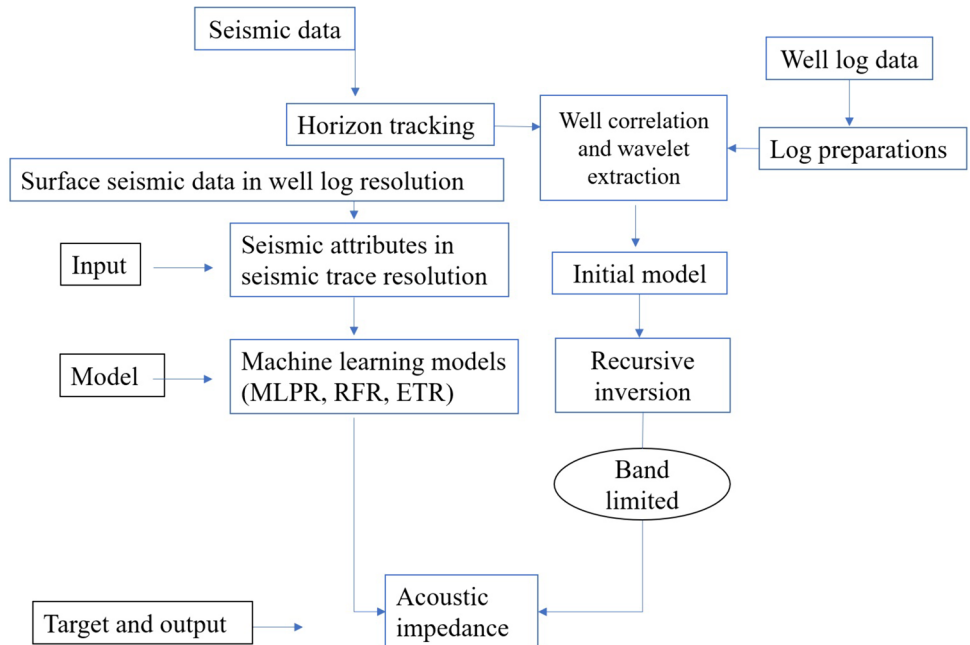 Seismic data
Well log data
Horizon tracking
Well correlation
and wavelet
extraction
Log preparations
Surface seismic data in well log resolution
Input
Seismic attributes in
seismic trace resolution
Initial model
Model
Machine learning models
(MLPR, RFR, ETR)
Recursive
inversion
Band
limited
Target and output
Acoustic
impedance